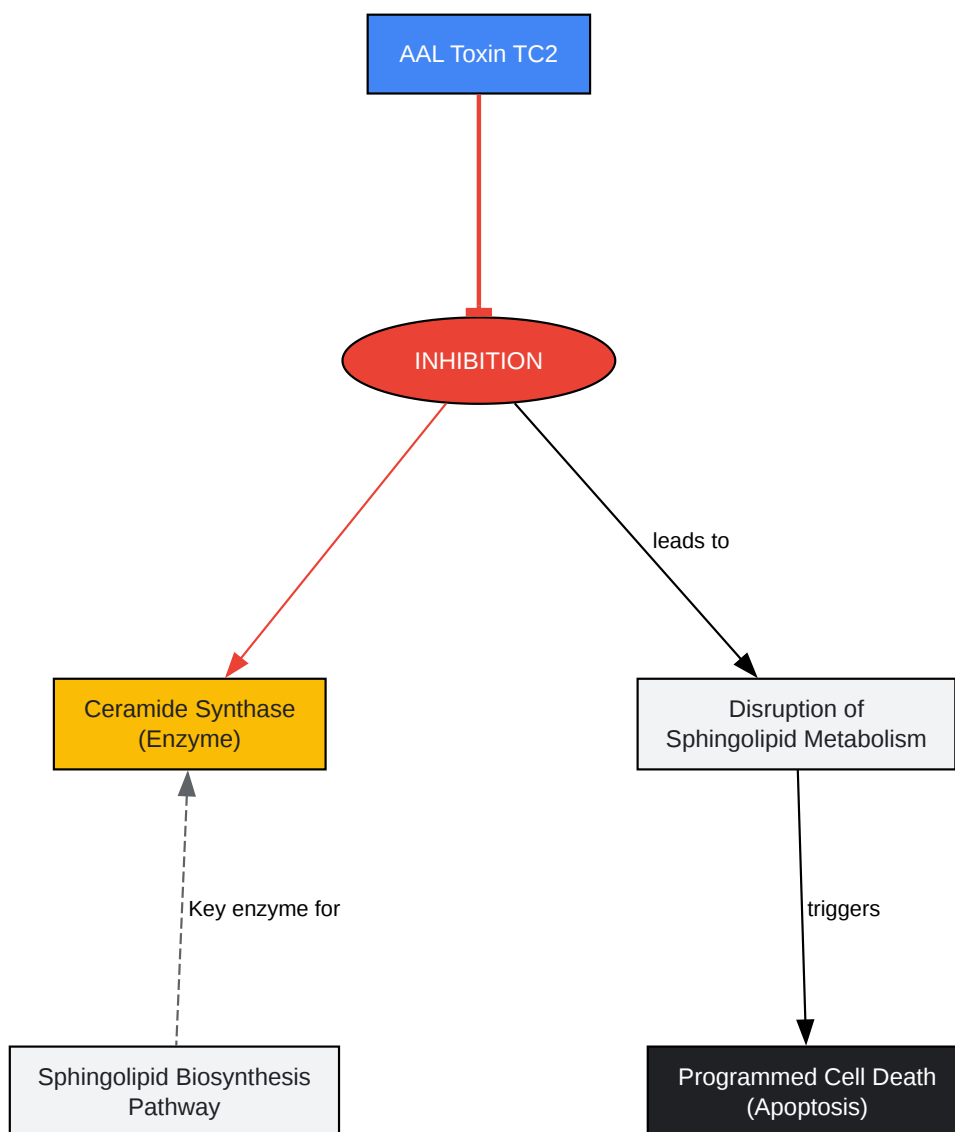 AAL Toxin TC2
INHIBITION
leads to
Ceramide Synthase
(Enzyme)
Disruption of
Sphingolipid Metabolism
Key enzyme for
triggers
Sphingolipid Biosynthesis
Pathway
Programmed Cell Death
(Apoptosis)